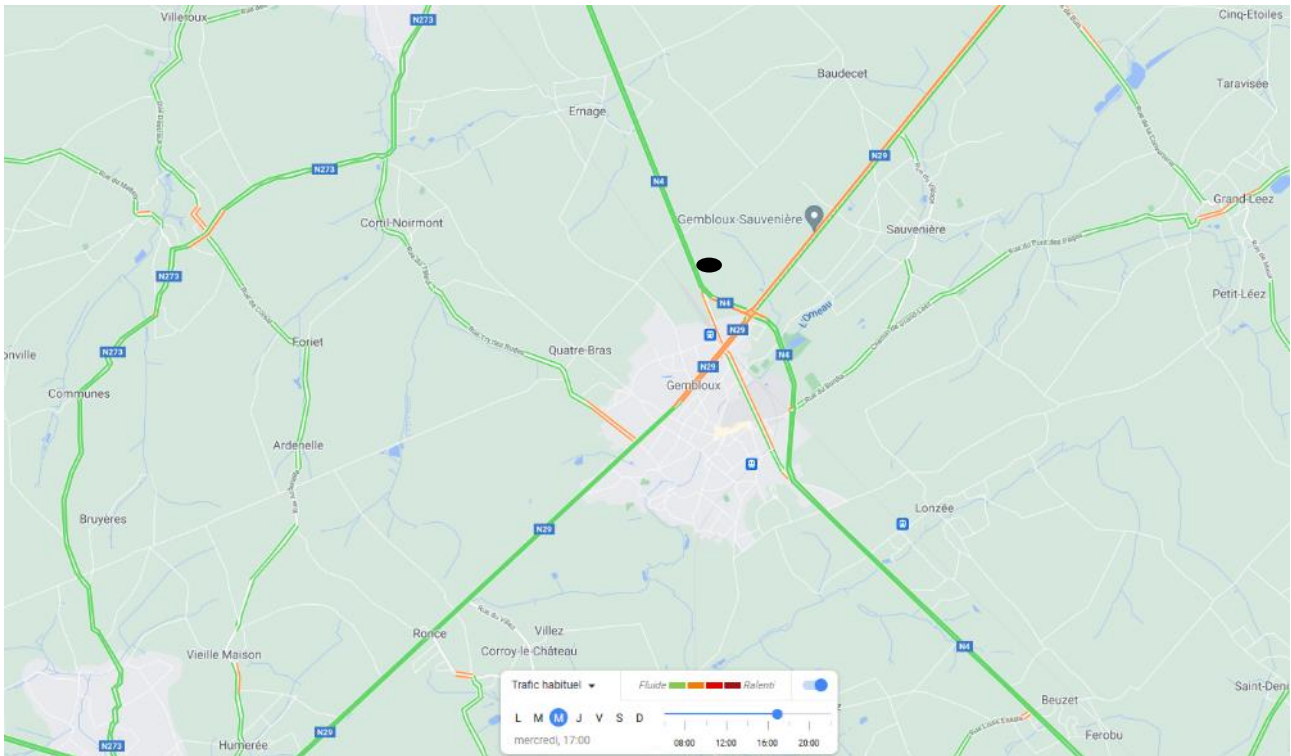 Villeroux
N273
Cinq-Etoiles
Baudecet
Taravisée
Ernage
N29
N273
N4
Grand-Leez
Gembloux-Sauvenière
Cortil-Noirmont
Sauvenière
N273
Petit-Léez
N4
L'Orneau
N29
Foriet
Quatre-Bras
N273
N4
N29
Gembloux
Communes
Ardenelle
Lonzée
Bruyères
N29
Villez
Ronce
Corroy-le-Château
Vieille Maison
N4
Trafic habituel
Fluide
Ralenti
Saint-Deni
Beuzet
L M M J V S D
N29
mercredi, 17:00
08:00 12:00 16:00 20:00
Ferobu
N273
Humerée